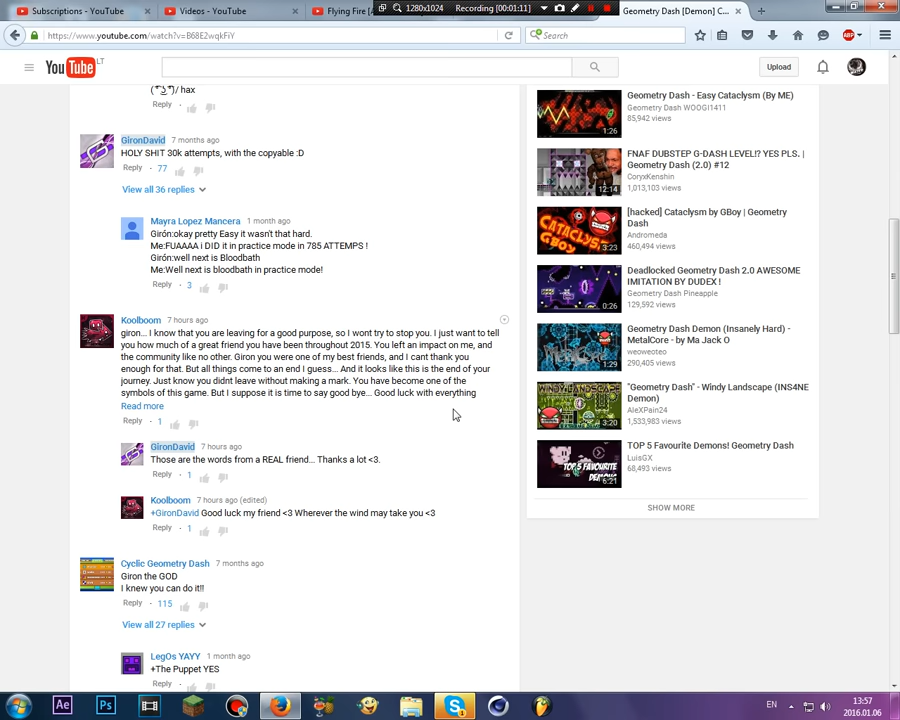 Subscriptions - YouTube
Videos - YouTube
Flying Fire [
1280x1024
Recording [00:01:11]
Geometry Dash [Demon] C...
https://www.youtube.com/watch?v=B68E2wqkFiY
Search
ABP
YouTube LT
Upload
hax
Reply
GironDavid 7 months ago
HOLY SHIT 30k attempts, with the copyable :D
Reply · 77
View all 36 replies
Mayra Lopez Mancera 1 month ago
Girón:okay pretty Easy it wasn't that hard.
Me:FUAAAA i DID it in practice mode in 785 ATTEMPS !
Girón:well next is Bloodbath
Me:Well next is bloodbath in practice mode!
Reply · 3
Koolboom 7 hours ago
giron... I know that you are leaving for a good purpose, so I wont try to stop you. I just want to tell
you how much of a great friend you have been throughout 2015. You left an impact on me, and
the community like no other. Giron you were one of my best friends, and I cant thank you
enough for that. But all things come to an end I guess... And it looks like this is the end of your
journey. Just know you didnt leave without making a mark. You have become one of the
symbols of this game. But I suppose it is time to say good bye... Good luck with everything
Read more
Reply · 1
GironDavid 7 hours ago
Those are the words from a REAL friend... Thanks a lot <3.
Reply · 1
Koolboom 7 hours ago (edited)
+GironDavid Good luck my friend <3 Wherever the wind may take you <3
Reply · 1
Cyclic Geometry Dash 7 months ago
Giron the GOD
I knew you can do it!!
Reply · 115
View all 27 replies
LegOs YAYY 1 month ago
+The Puppet YES
Reply
Geometry Dash - Easy Cataclysm (By ME)
Geometry Dash WOOGI1411
85,942 views
1:26
FNAF DUBSTEP G-DASH LEVEL!? YES PLS. |
Geometry Dash (2.0) #12
CoryxKenshin
1,013,103 views
12:14
[hacked] Cataclysm by GBoy | Geometry
Dash
Andromeda
460,494 views
CATACLYSM
GBOY
3:23
Deadlocked Geometry Dash 2.0 AWESOME
IMITATION BY DUDEX !
Geometry Dash Pineapple
129,592 views
0:26
Geometry Dash Demon (Insanely Hard) -
MetalCore - by Ma Jack O
weoweoteo
1:29
"Geometry Dash" - Windy Landscape (INS4NE
Demon)
AleXPain24
1,533,983 views
WINDY LANDSCAPE
3:20
TOP 5 Favourite Demons! Geometry Dash
LuisGX
68,493 views
TOP 5 FAVOURITE
6:21
SHOW MORE
Ae
Ps
EN
13:57
2016.01.06